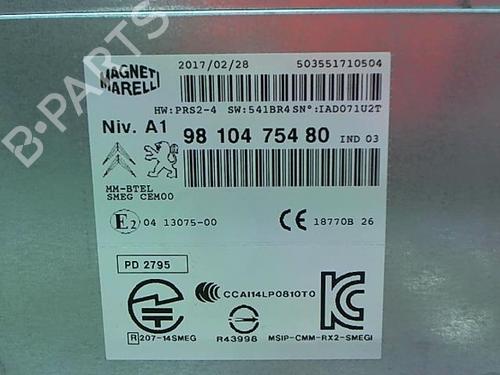 MAGNETI MARELLI
2017/02/28 503551710504
HW:PRS2-4 SW:541BR4 SN°:IAD071U2T
Niv. A1 98 104 754 80 IND 03
MM-BTEL
SMEG CEM00
E2 04 13075-00 CE 18770B 26
PD 2795
CCAI14LP0810T0
R 207-14SMEG R43998 MSIP-CMM-RX2-SMEGI
B-Parts